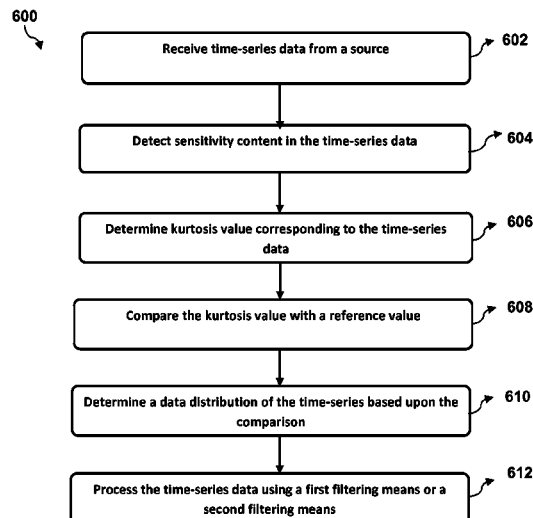 600
Receive time-series data from a source
602
Detect sensitivity content in the time-series data
604
Determine kurtosis value corresponding to the time-series
data
606
Compare the kurtosis value with a reference value
608
Determine a data distribution of the time-series based upon the
comparison
610
Process the time-series data using a first filtering means or a
second filtering means
612